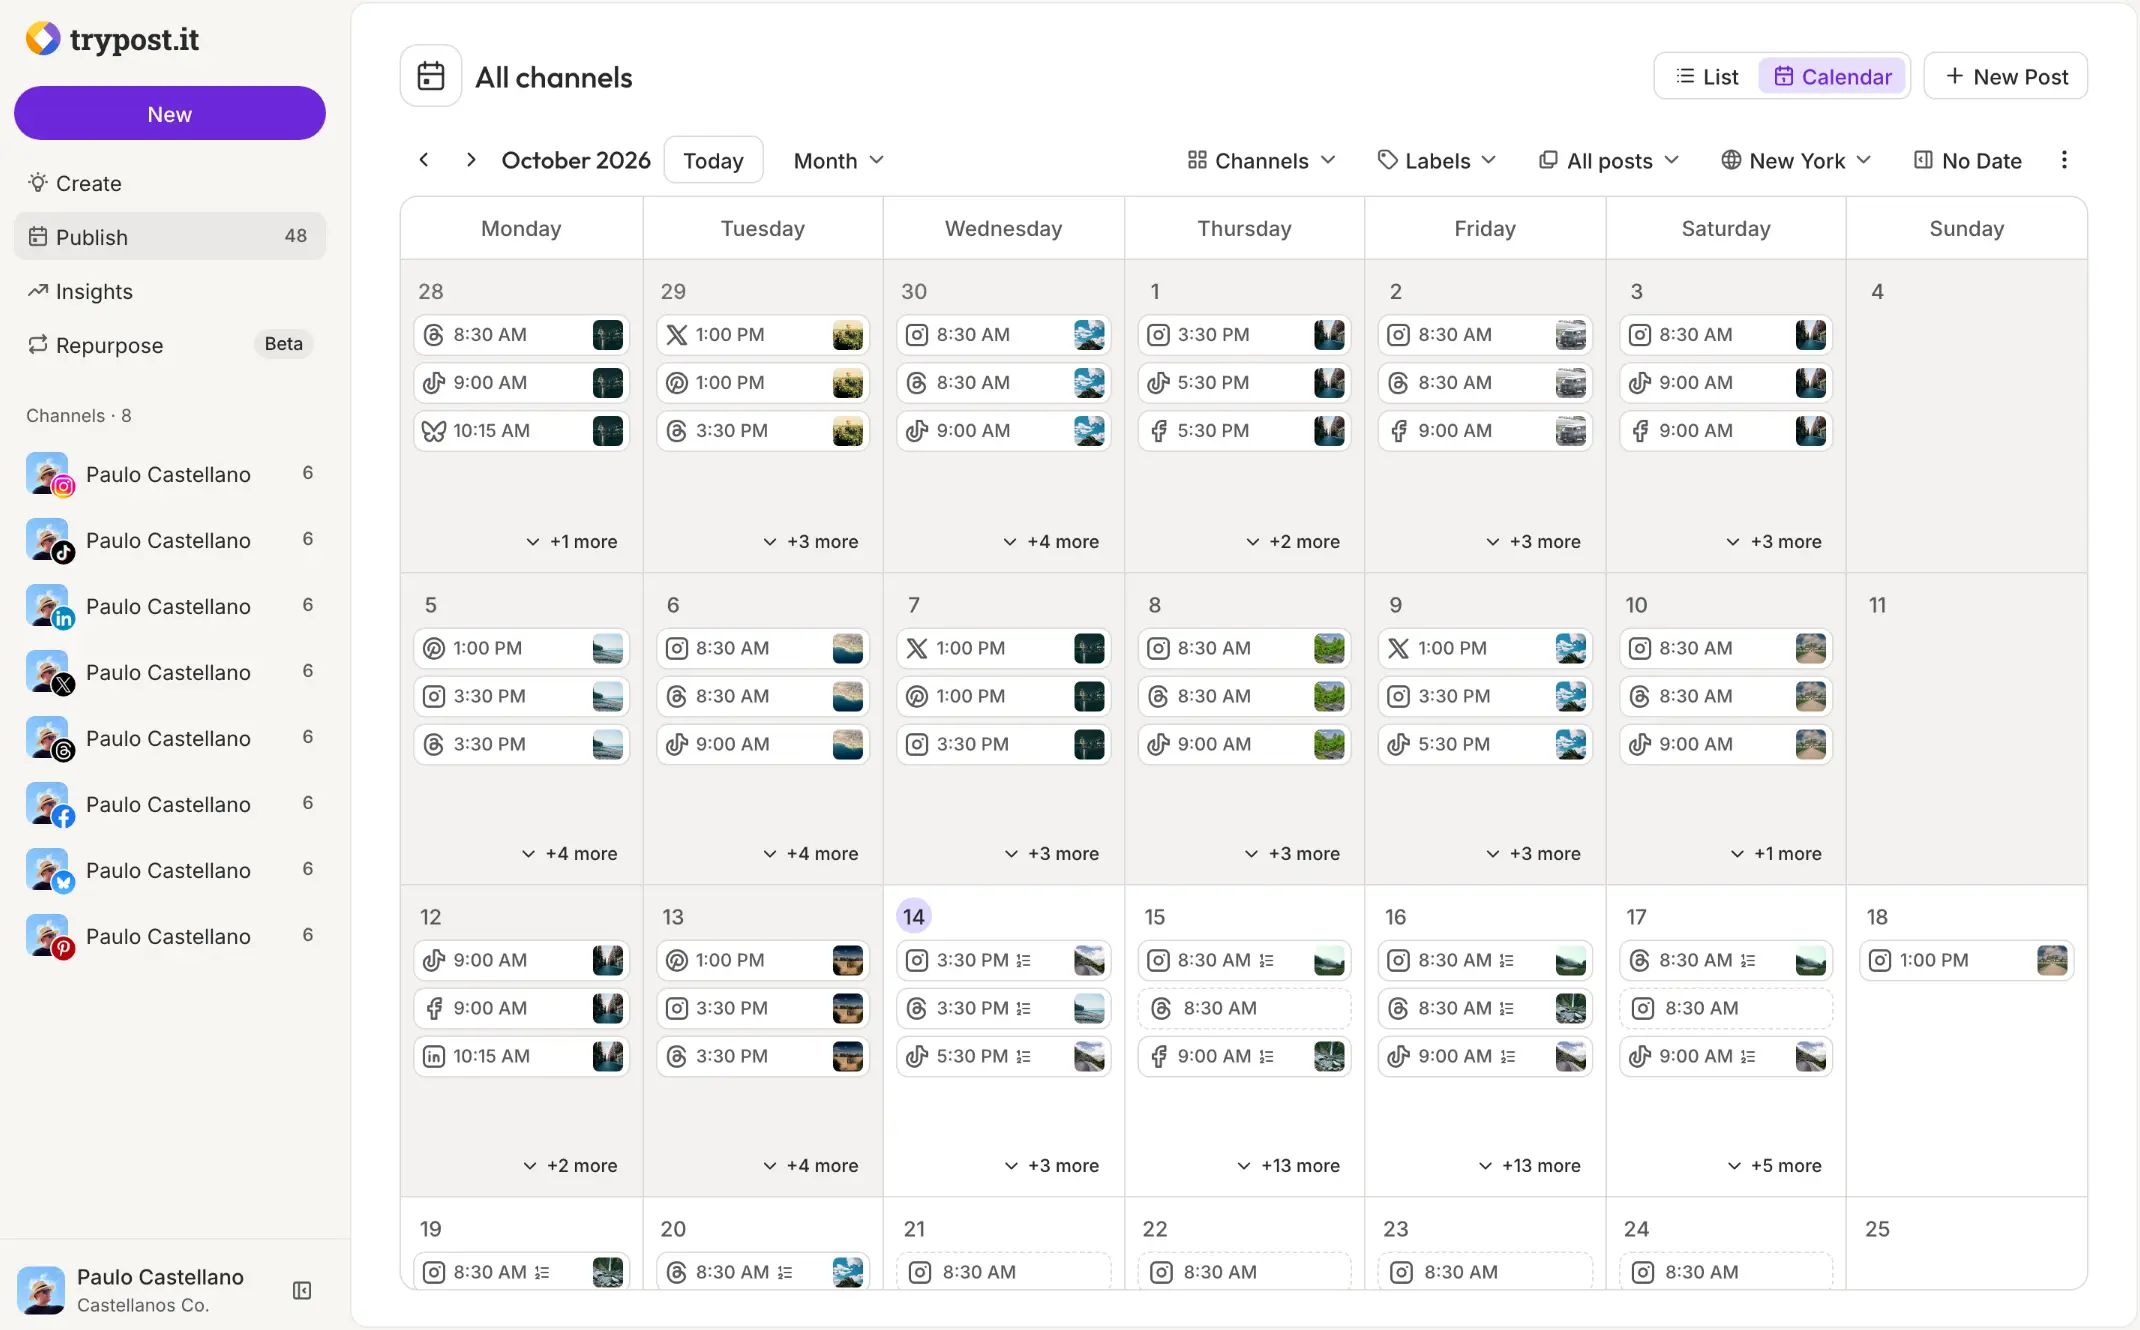 trypost.it
New
Create
Publish 48
Insights
Repurpose Beta
Channels · 8
Paulo Castellano 6
Paulo Castellano 6
Paulo Castellano 6
Paulo Castellano 6
Paulo Castellano 6
Paulo Castellano 6
Paulo Castellano 6
Paulo Castellano 6
Paulo Castellano
Castellanos Co.
All channels
List Calendar + New Post
October 2026 Today Month Channels Labels All posts New York No Date
Monday Tuesday Wednesday Thursday Friday Saturday Sunday
28 29 30 1 2 3 4
8:30 AM 1:00 PM 8:30 AM 3:30 PM 8:30 AM 8:30 AM
9:00 AM 1:00 PM 8:30 AM 5:30 PM 8:30 AM 9:00 AM
10:15 AM 3:30 PM 9:00 AM 5:30 PM 9:00 AM 9:00 AM
+1 more +3 more +4 more +2 more +3 more +3 more
5 6 7 8 9 10 11
1:00 PM 8:30 AM 1:00 PM 8:30 AM 1:00 PM 8:30 AM
3:30 PM 8:30 AM 1:00 PM 8:30 AM 3:30 PM 8:30 AM
3:30 PM 9:00 AM 3:30 PM 9:00 AM 5:30 PM 9:00 AM
+4 more +4 more +3 more +3 more +3 more +1 more
12 13 14 15 16 17 18
9:00 AM 1:00 PM 3:30 PM 8:30 AM 8:30 AM 8:30 AM 1:00 PM
9:00 AM 3:30 PM 3:30 PM 8:30 AM 8:30 AM 8:30 AM
10:15 AM 3:30 PM 5:30 PM 9:00 AM 9:00 AM 9:00 AM
+2 more +4 more +3 more +13 more +13 more +5 more
19 20 21 22 23 24 25
8:30 AM 8:30 AM 8:30 AM 8:30 AM 8:30 AM 8:30 AM